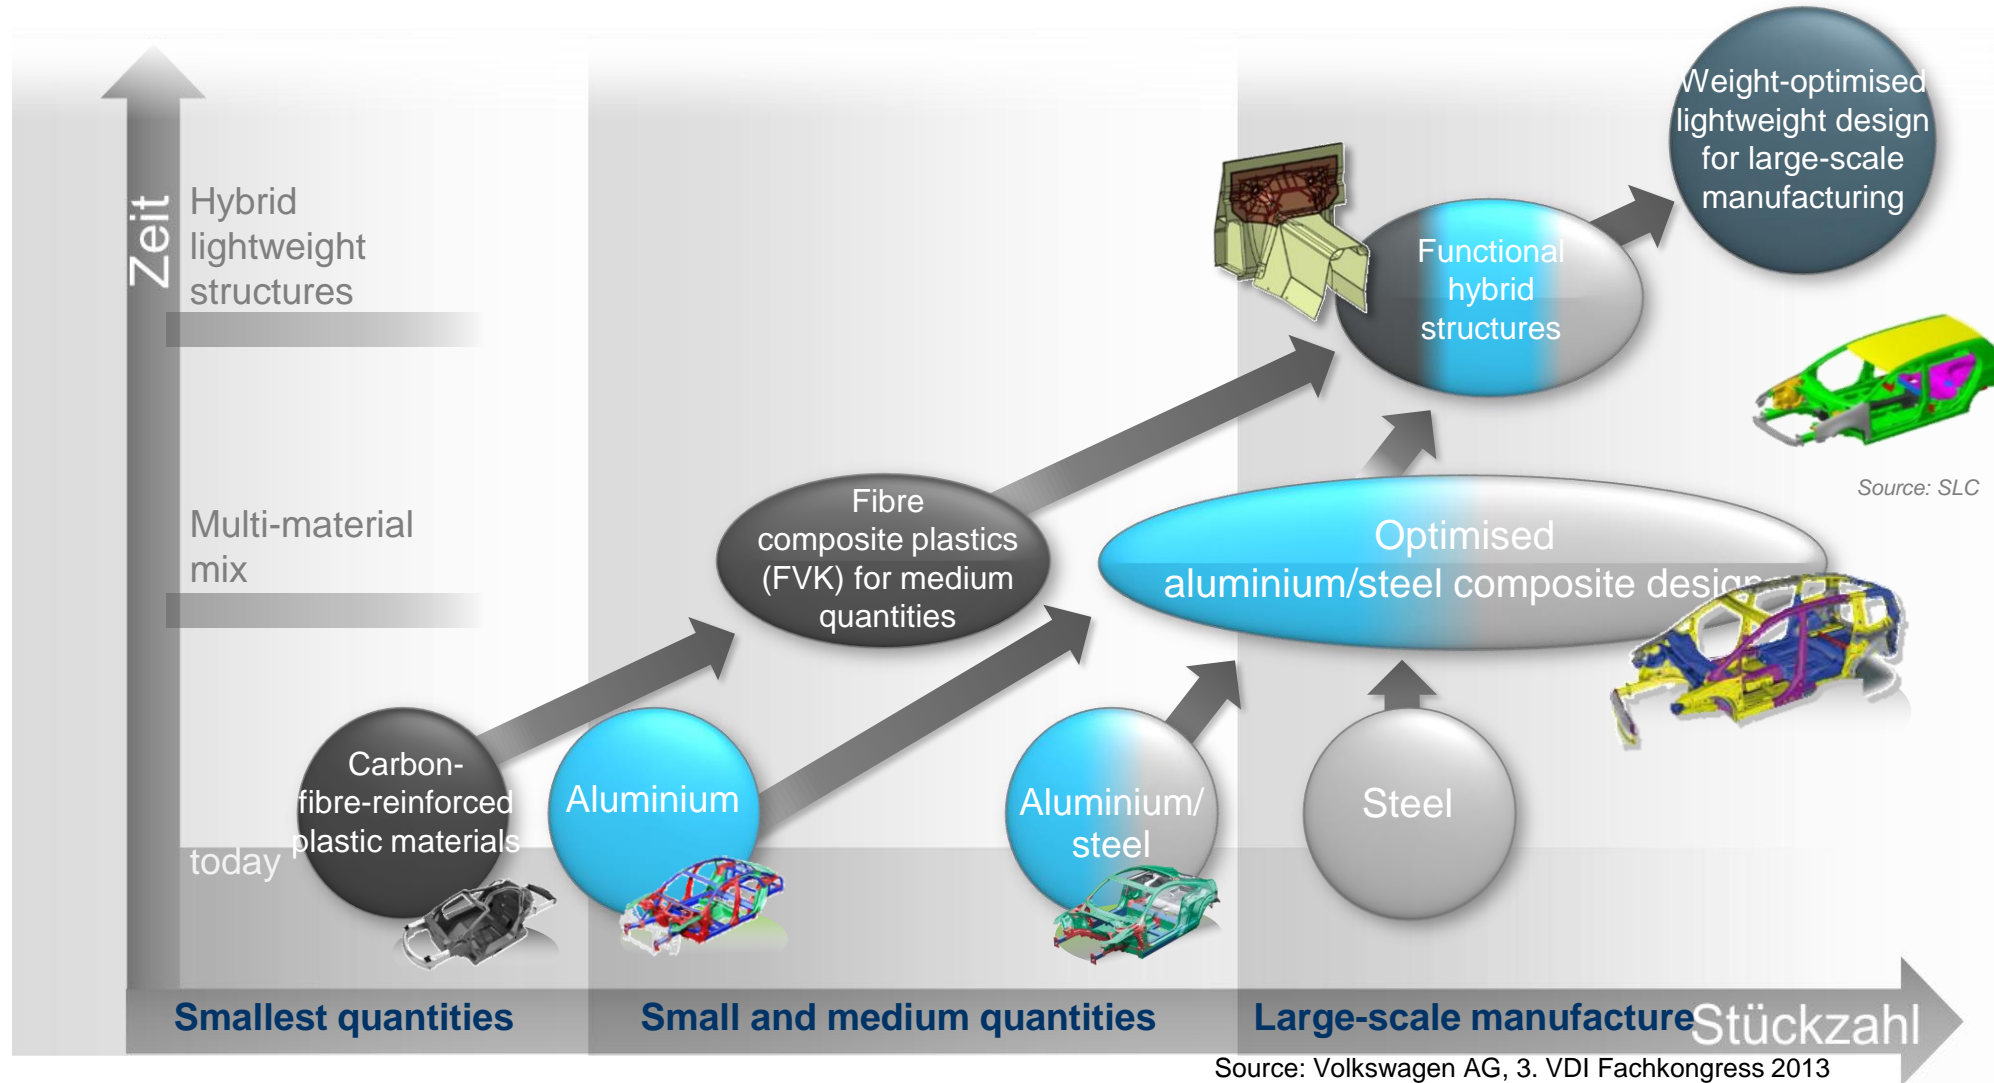 Weight-optimised
lightweight design
for large-scale
manufacturing
Zeit
Hybrid
lightweight
structures
Functional
hybrid
structures
Source: SLC
Multi-material
mix
Fibre
composite plastics
(FVK) for medium
quantities
Optimised
aluminium/steel composite design
today
Carbon-
fibre-reinforced
plastic materials
Aluminium
Aluminium/
steel
Steel
Smallest quantities
Small and medium quantities
Large-scale manufacture
Stückzahl
Source: Volkswagen AG, 3. VDI Fachkongress 2013